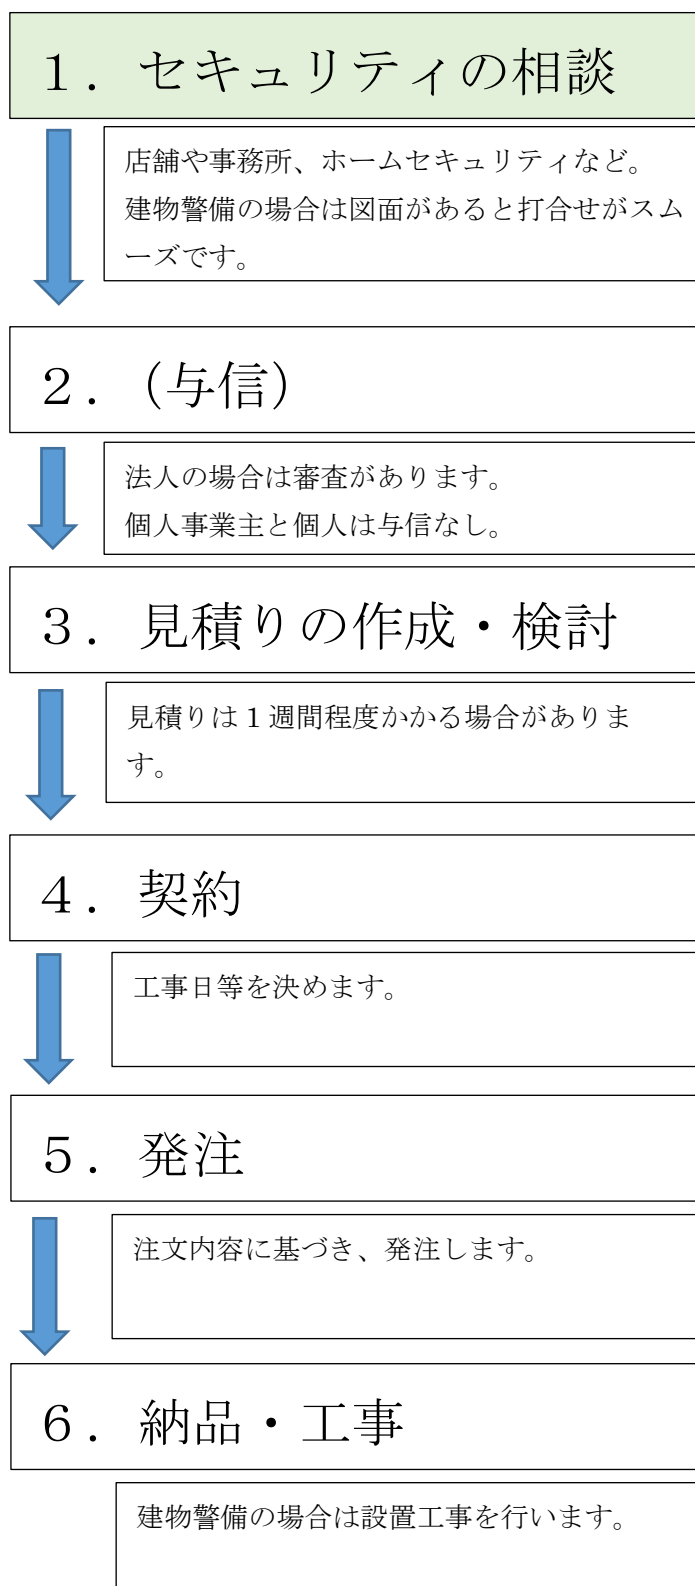 １．セキュリティの相談
店舗や事務所、ホームセキュリティなど。
建物警備の場合は図面があると打合せがスム
ーズです。
２．（与信）
法人の場合は審査があります。
個人事業主と個人は与信なし。
３．見積りの作成・検討
見積りは１週間程度かかる場合がありま
す。
４．契約
工事日等を決めます。
５．発注
注文内容に基づき、発注します。
６．納品・工事
建物警備の場合は設置工事を行います。